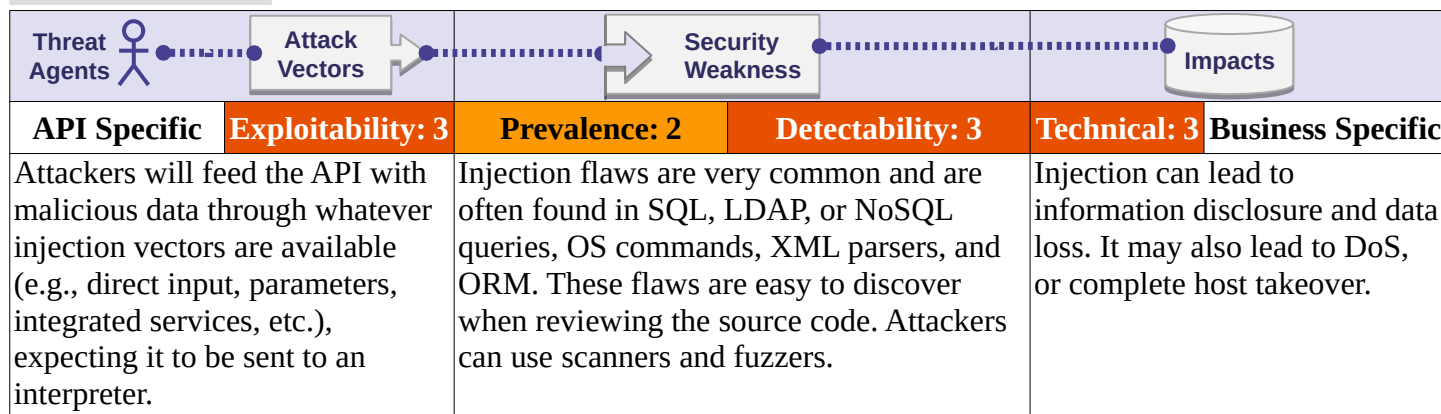 Threat
Agents
Attack
Vectors
Security
Weakness
Impacts
API Specific
Exploitability: 3
Prevalence: 2
Detectability: 3
Technical: 3
Business Specific
Attackers will feed the API with
malicious data through whatever
injection vectors are available
(e.g., direct input, parameters,
integrated services, etc.),
expecting it to be sent to an
interpreter.
Injection flaws are very common and are
often found in SQL, LDAP, or NoSQL
queries, OS commands, XML parsers, and
ORM. These flaws are easy to discover
when reviewing the source code. Attackers
can use scanners and fuzzers.
Injection can lead to
information disclosure and data
loss. It may also lead to DoS,
or complete host takeover.